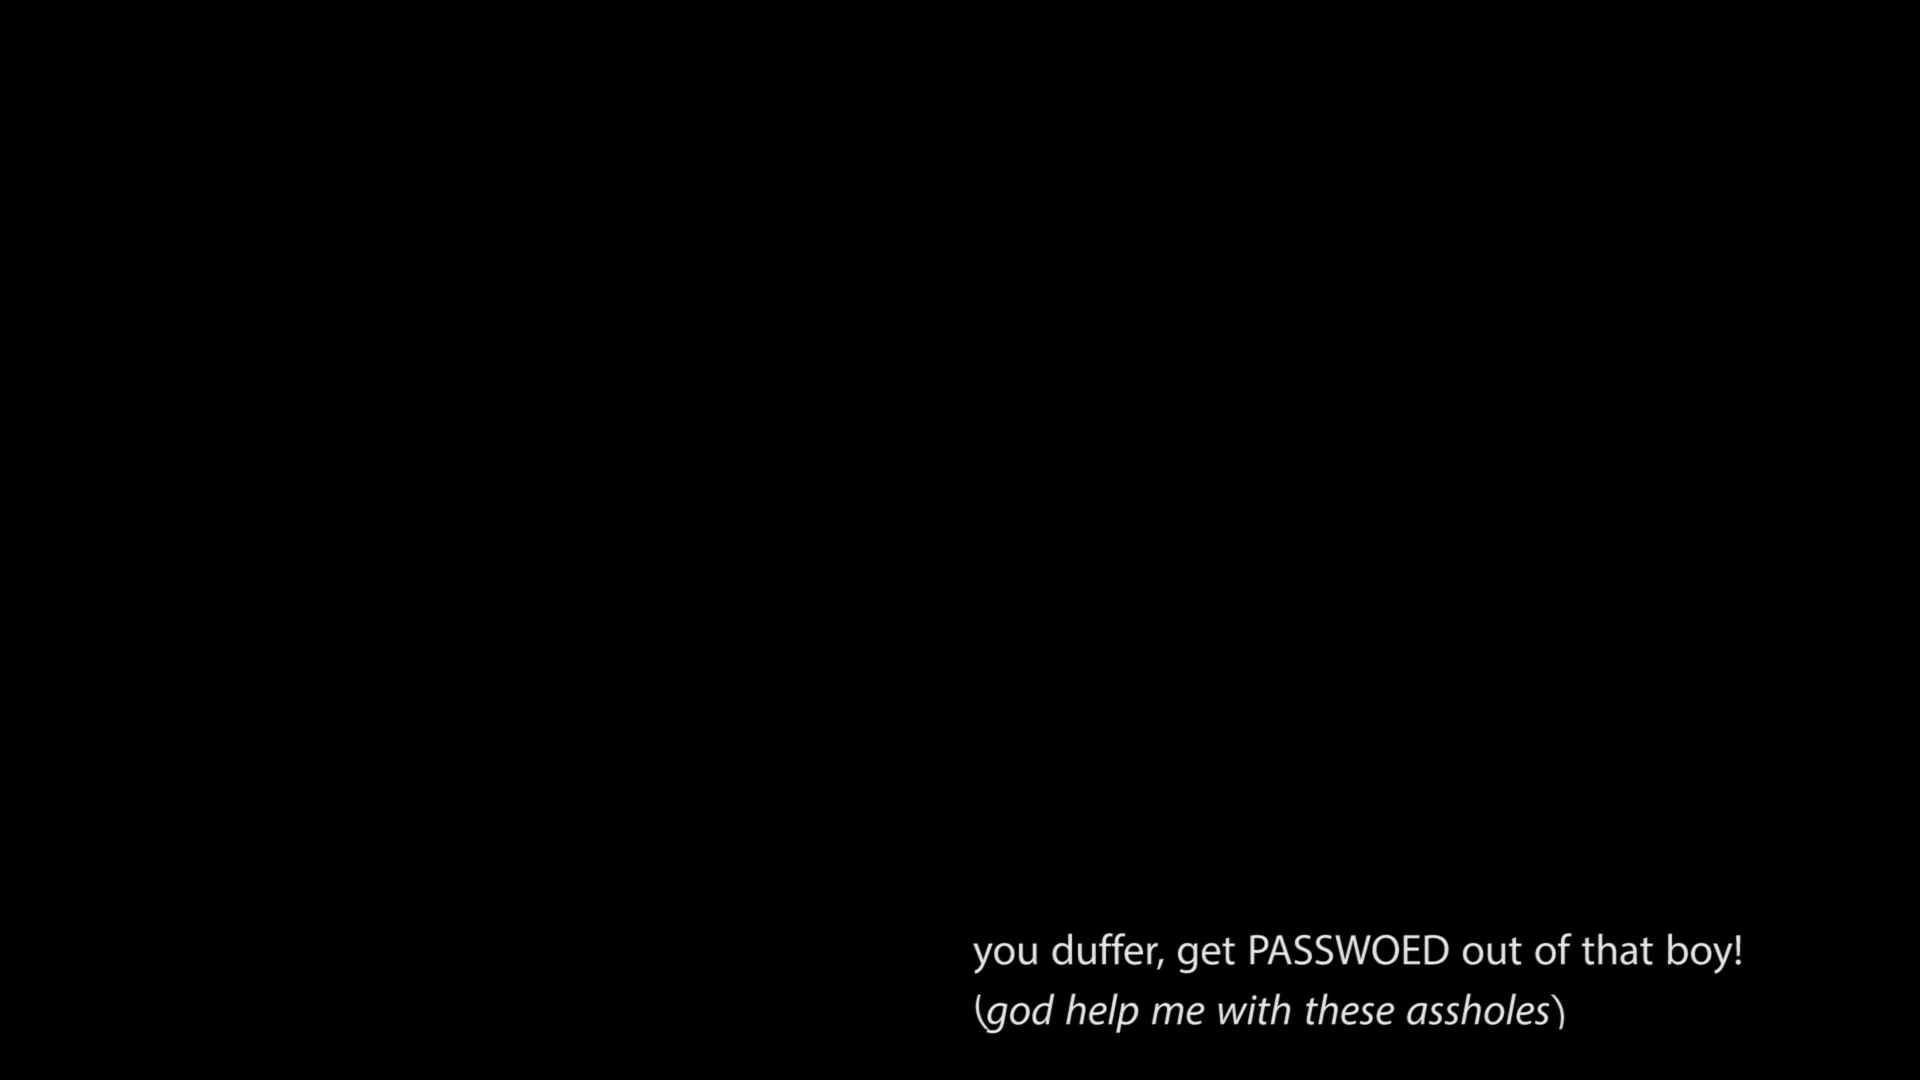 you duffer, get PASSWOED out of that boy!
(god help me with these assholes)